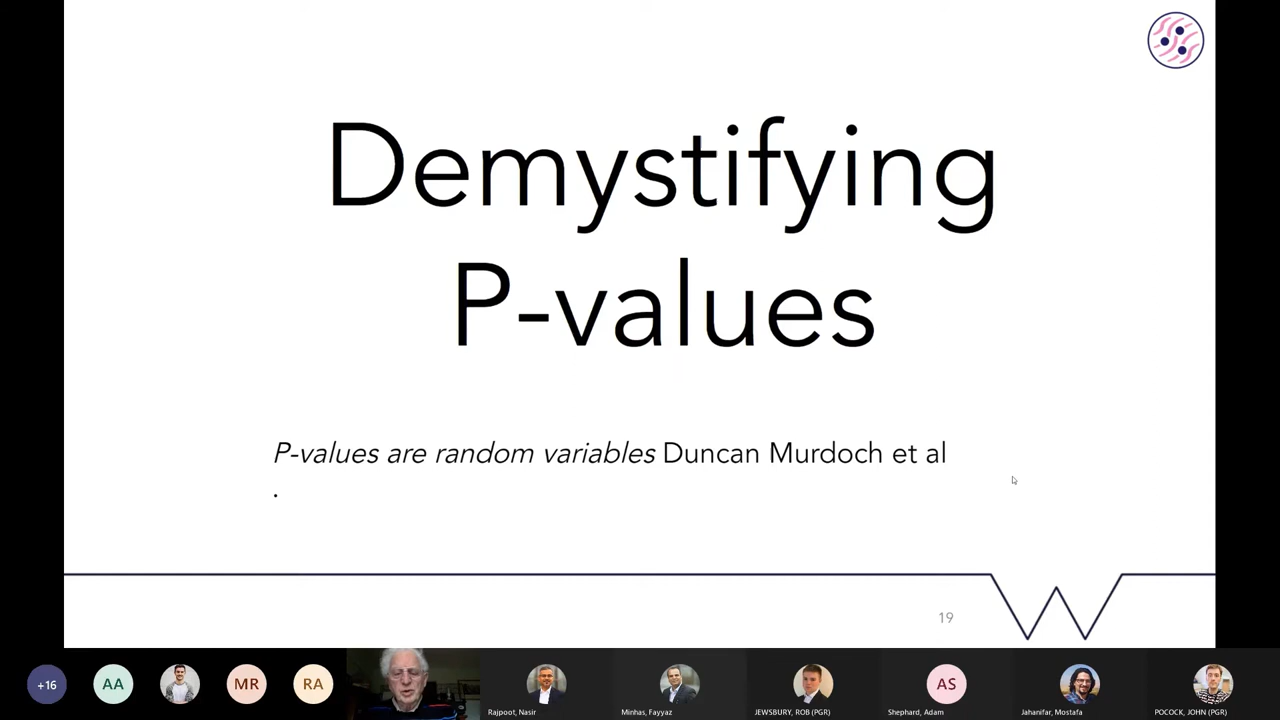 Demystifying
P-values
P-values are random variables Duncan Murdoch et al
.
19
+16
AA
MR
RA
Rajpoot, Nasir
Minhas, Fayyaz
JEWSBURY, ROB (PGR)
AS
Shephard, Adam
Jahanifar, Mostafa
POCOCK, JOHN (PGR)